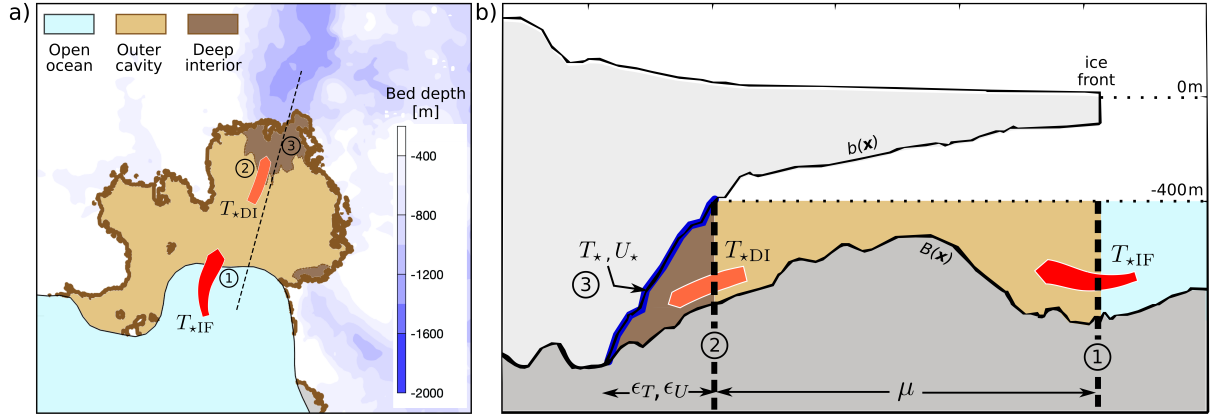 a)
Open
ocean
Outer
cavity
Deep
interior
Bed depth
[m]
-400
-800
-1200
-1600
-2000
3
2
T⋆DI
1
T⋆IF
b)
ice
front
0m
b(x)
-400m
T⋆, U⋆
3
T⋆DI
B(x)
T⋆IF
2
1
ϵT, ϵU
μ